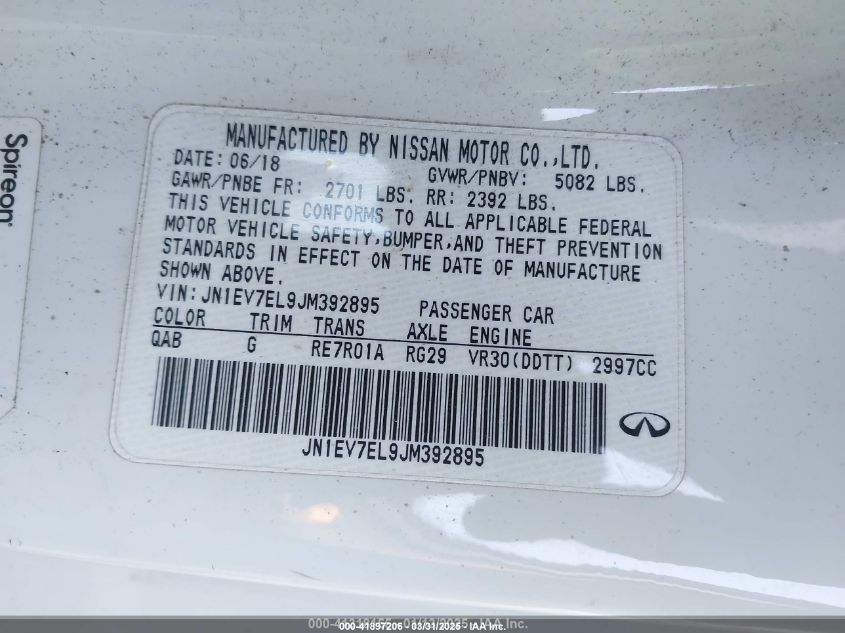 Spireon
MANUFACTURED BY NISSAN MOTOR CO.,LTD.
DATE: 06/18 GVWR/PNBV: 5082 LBS.
GAWR/PNBE FR: 2701 LBS. RR: 2392 LBS.
THIS VEHICLE CONFORMS TO ALL APPLICABLE FEDERAL
MOTOR VEHICLE SAFETY,BUMPER,AND THEFT PREVENTION
STANDARDS IN EFFECT ON THE DATE OF MANUFACTURE
SHOWN ABOVE.
VIN:JN1EV7EL9JM392895 PASSENGER CAR
COLOR TRIM TRANS AXLE ENGINE
QAB G RE7R01A RG29 VR30(DDTT) 2997CC
JN1EV7EL9JM392895
000-41897206 - 03/31/2025 - IAA Inc.